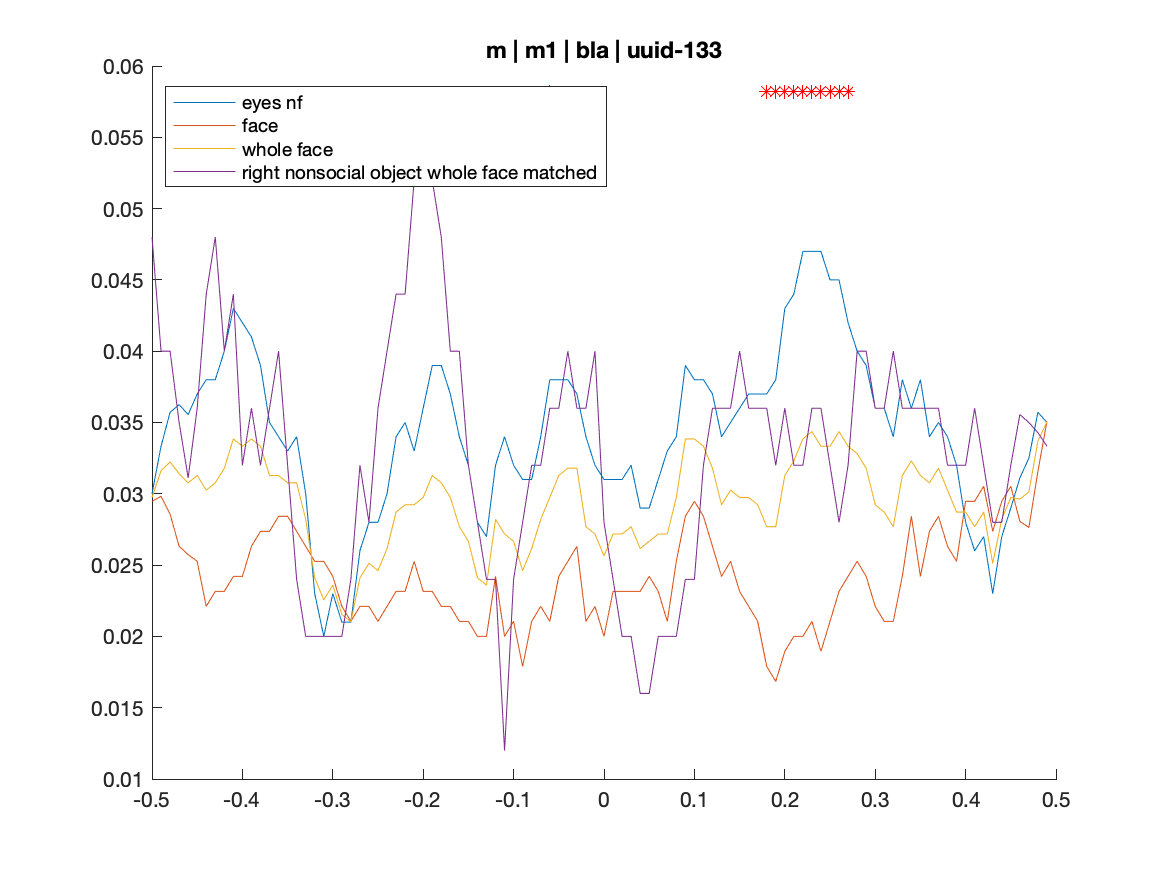 m | m1 | bla | uuid-133
0.06
0.055
0.05
0.045
0.04
0.035
0.03
0.025
0.02
0.015
0.01
eyes nf
face
whole face
right nonsocial object whole face matched
-0.5 -0.4 -0.3 -0.2 -0.1 0 0.1 0.2 0.3 0.4 0.5